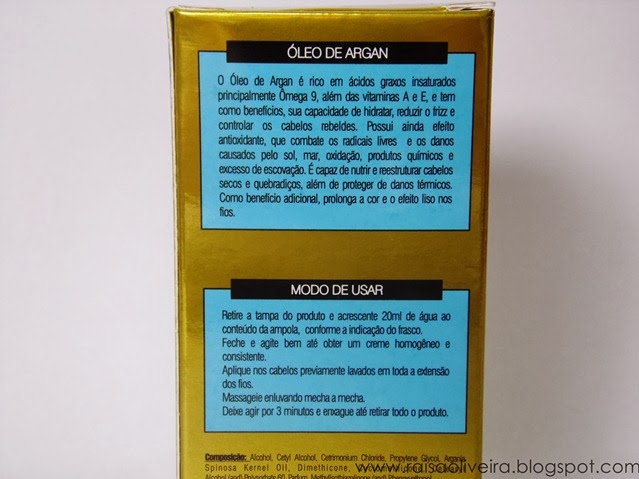 ÓLEO DE ARGAN
O Óleo de Argan é rico em ácidos graxos insaturados
principalmente Ômega 9, além das vitaminas A e E, e tem
como benefícios, sua capacidade de hidratar, reduzir o frizz e
controlar os cabelos rebeldes. Possui ainda efeito
antioxidante, que combate os radicais livres e os danos
causados pelo sol, mar, oxidação, produtos químicos e
excesso de escovação. É capaz de nutrir e reestruturar cabelos
secos e quebradiços, além de proteger de danos térmicos.
Como benefício adicional, prolonga a cor e o efeito liso nos
fios.
MODO DE USAR
Retire a tampa do produto e acrescente 20ml de água ao
conteúdo da ampola, conforme a indicação do frasco.
Feche e agite bem até obter um creme homogêneo e
consistente.
Aplique nos cabelos previamente lavados em toda a extensão
dos fios.
Massageie enluvando mecha a mecha.
Deixe agir por 3 minutos e enxague até retirar todo o produto.
Composição: Alcohol, Cetyl Alcohol, Cetrimonium Chloride, Propylene Glycol, Argania
Spinosa Kernel Oil, Dimethicone,
Alcohol (and) Polysorbate 60, Parfum,
www.raisaoliveira.blogspot.com